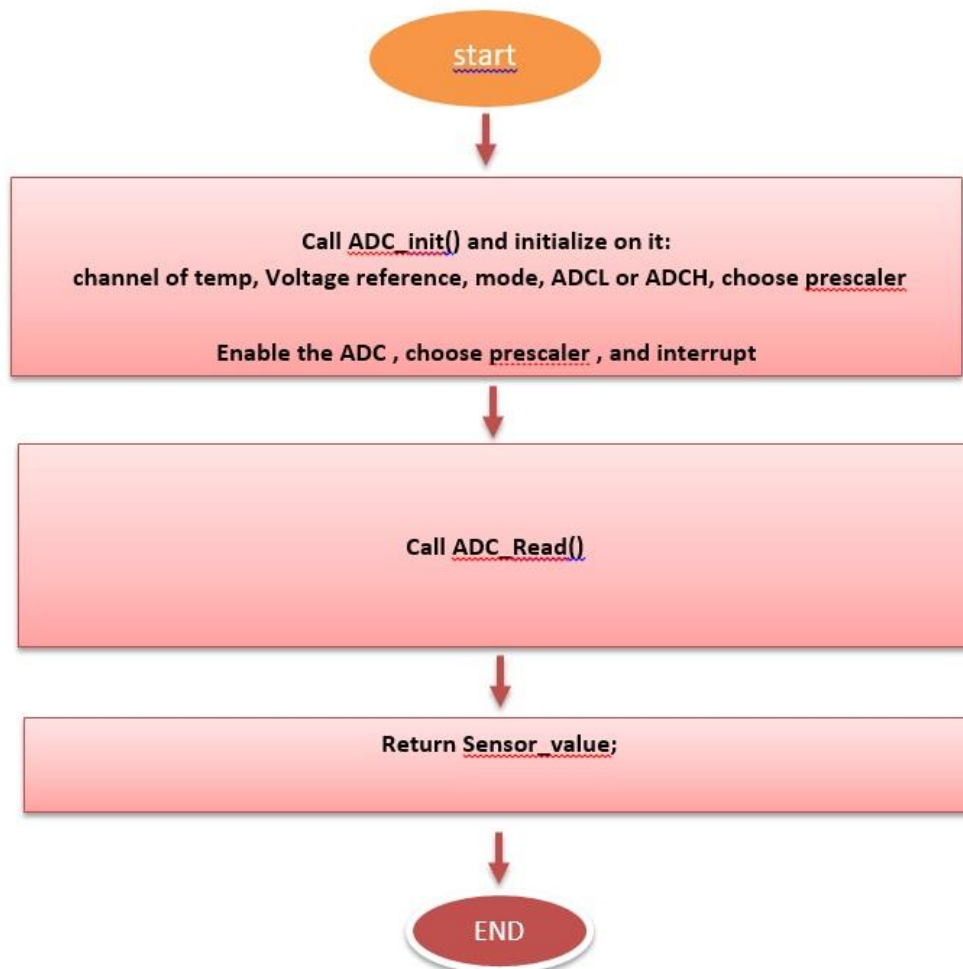 start
Call ADC_init() and initialize on it:
channel of temp, Voltage reference, mode, ADCL or ADCH, choose prescaler
Enable the ADC , choose prescaler , and interrupt
Call ADC_Read()
Return Sensor_value;
END